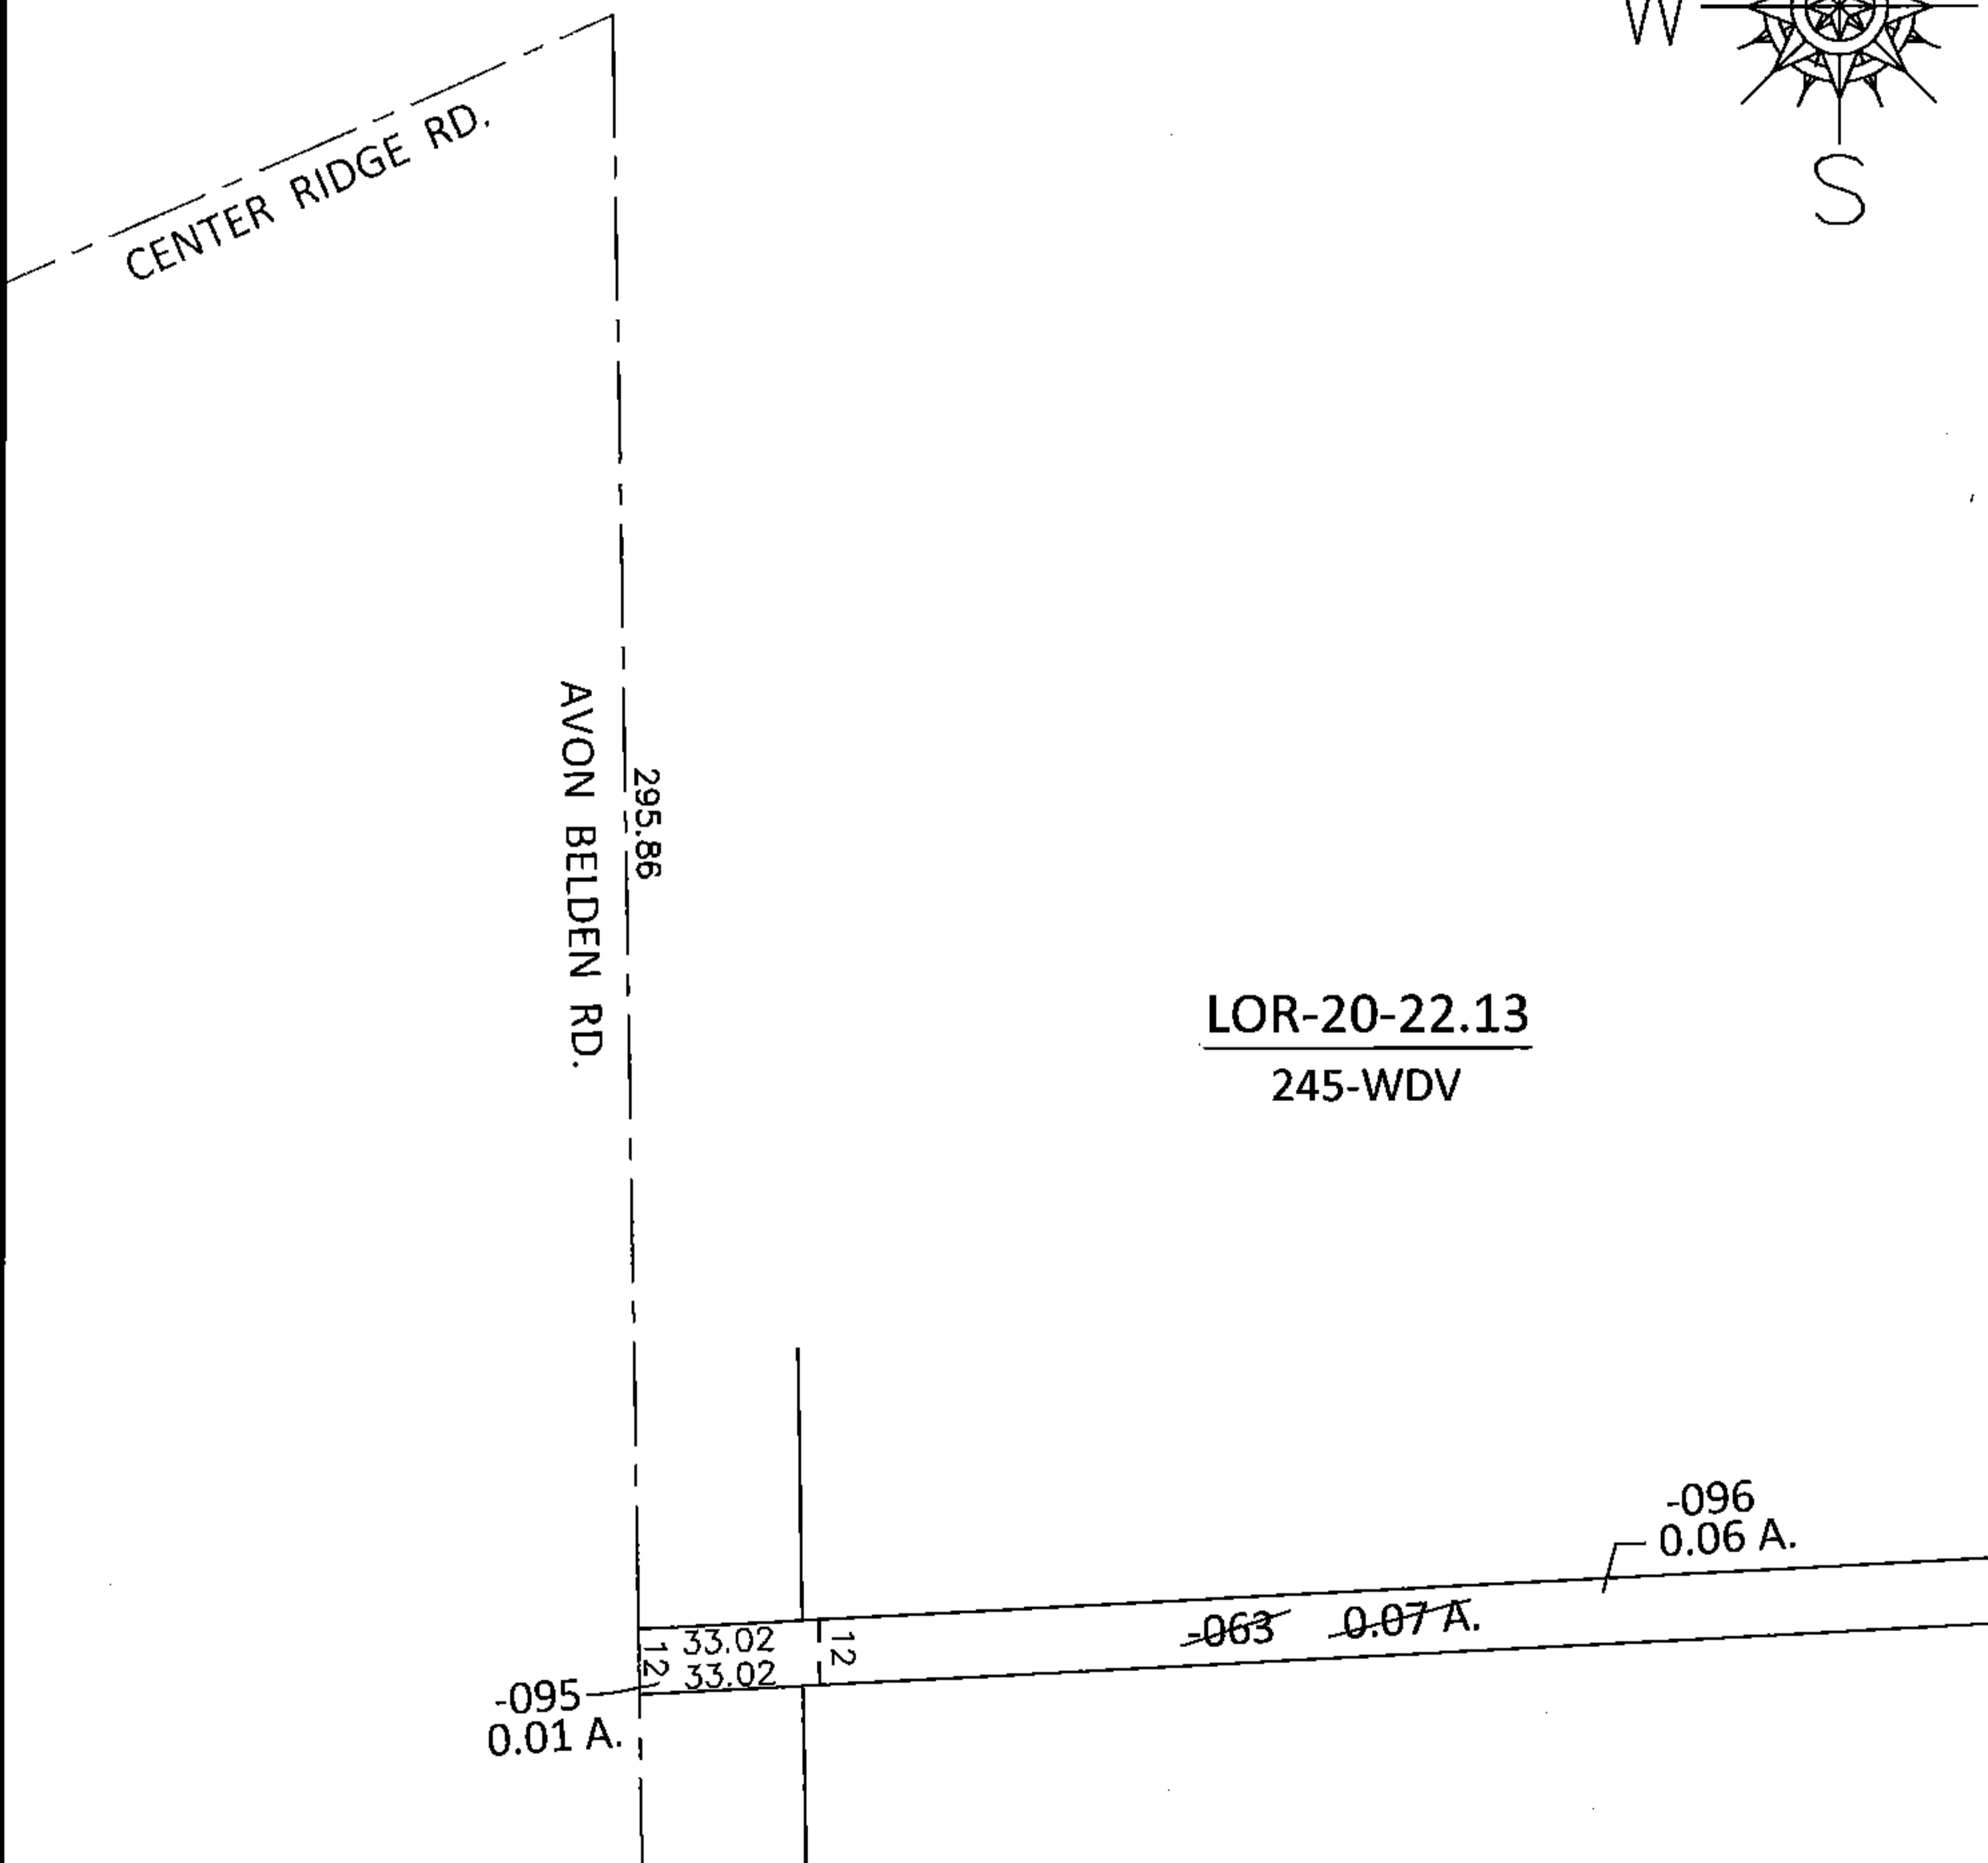 W
S
CENTER RIDGE RD.
AVON BELDEN RD.
295.86
LOR-20-22.13
245-WDV
-096
0.06 A.
-063 0.07 A.
33.02
12
12
33.02
-095
0.01 A.